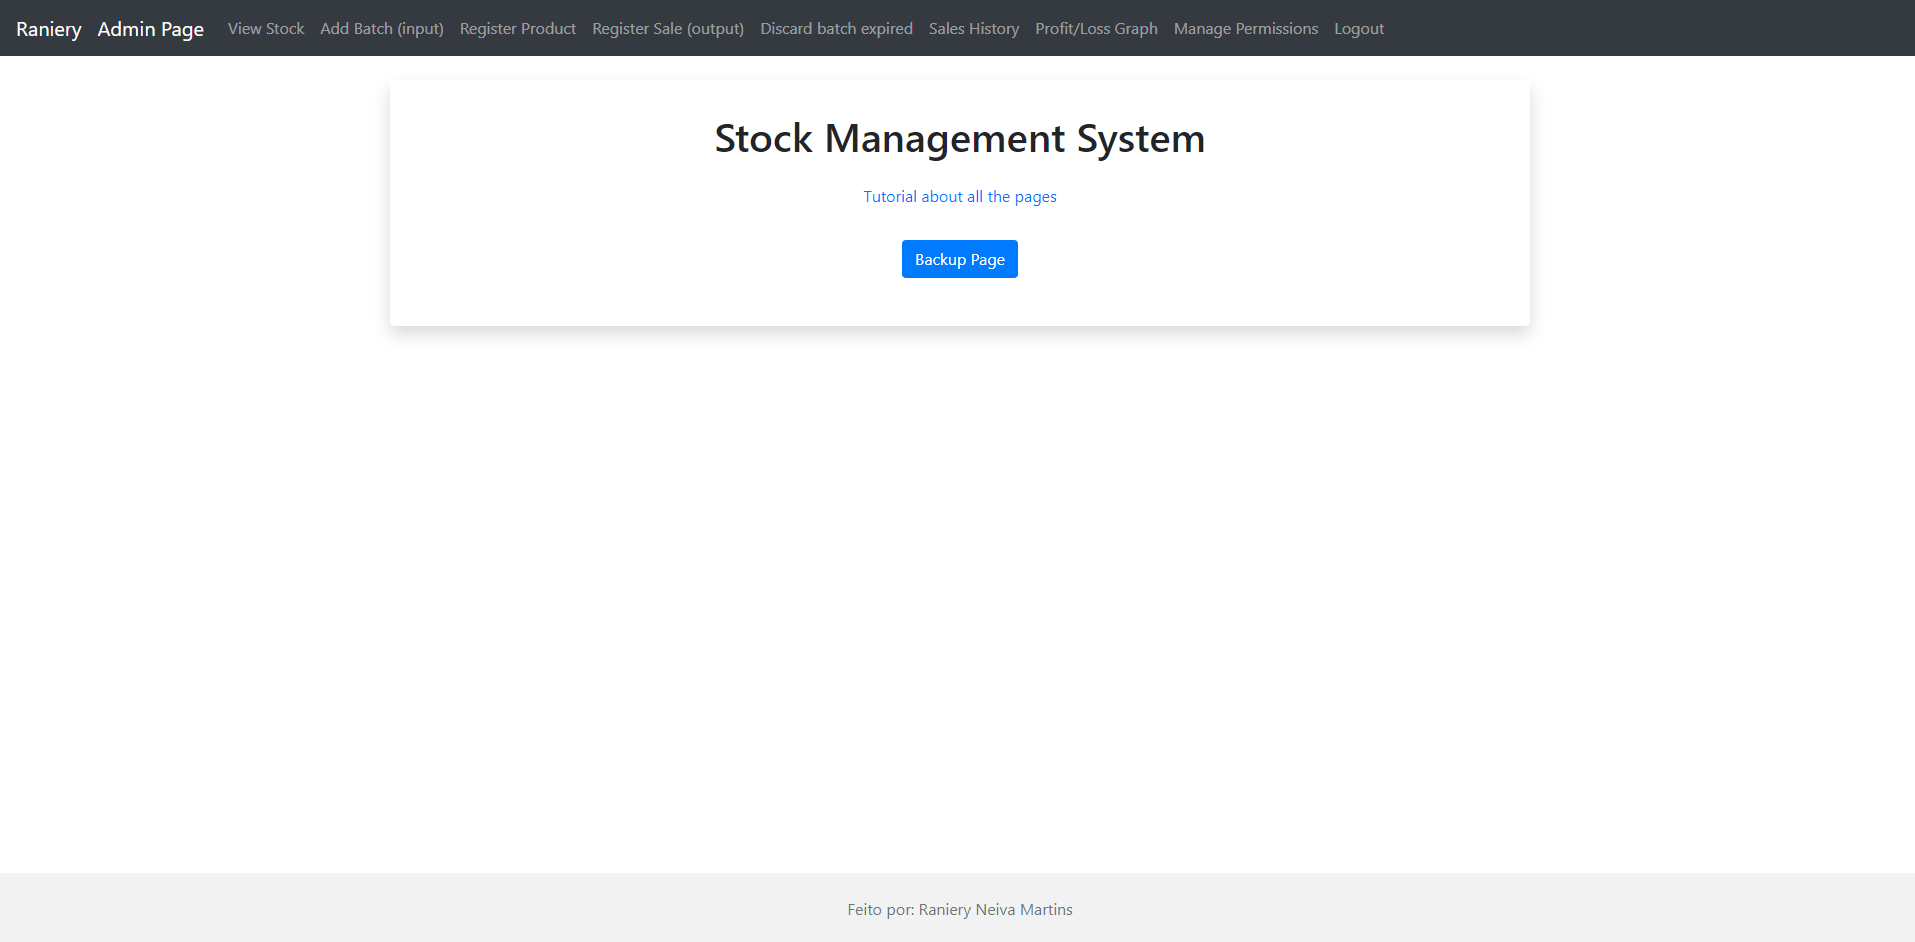 Raniery Admin Page View Stock Add Batch (input) Register Product Register Sale (output) Discard batch expired Sales History Profit/Loss Graph Manage Permissions Logout
Stock Management System
Tutorial about all the pages
Backup Page
Feito por: Raniery Neiva Martins